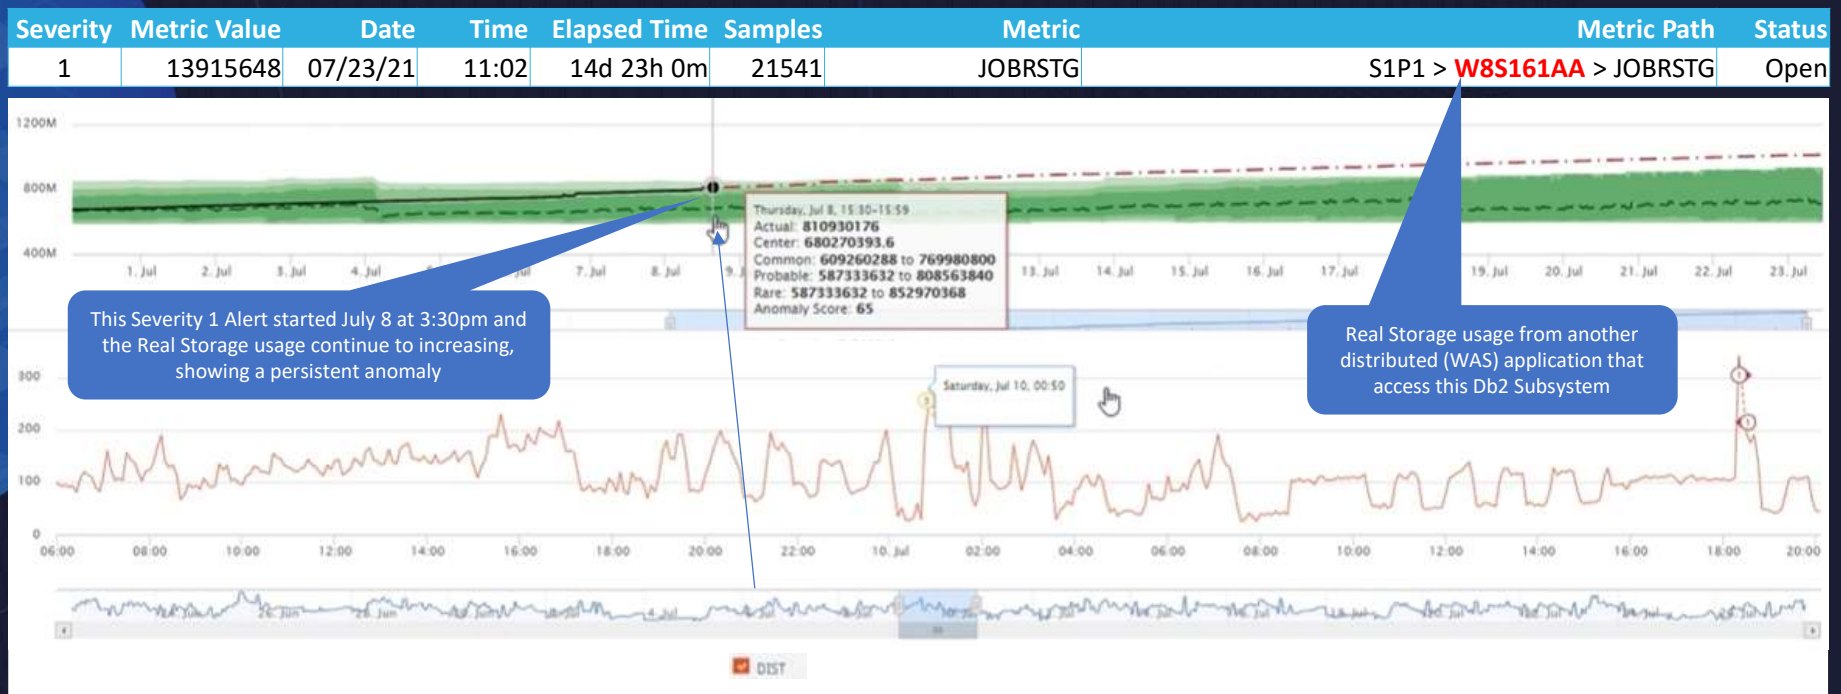 Severity Metric Value Date Time Elapsed Time Samples Metric Metric Path Status
1 13915648 07/23/21 11:02 14d 23h 0m 21541 JOBRSTG S1P1 > W8S161AA > JOBRSTG Open
1200M
800M
400M
1. Jul 2. Jul 3. Jul 4. Jul Jul 7. Jul 8. Jul 9. J 13. Jul 14. Jul 15. Jul 16. Jul 17. Jul 19. Jul 20. Jul 21. Jul 22. Jul 23. Jul
Thursday, Jul 8, 15:30-15:59
Actual: 810930176
Center: 680270393.6
Common: 609260288 to 769980800
Probable: 587333632 to 808563840
Rare: 587333632 to 852970368
Anomaly Score: 65
This Severity 1 Alert started July 8 at 3:30pm and
the Real Storage usage continue to increasing,
showing a persistent anomaly
Real Storage usage from another
distributed (WAS) application that
access this Db2 Subsystem
300
200
100
0
Saturday, Jul 10, 00:50
06:00 08:00 10:00 12:00 14:00 16:00 18:00 20:00 22:00 10. Jul 02:00 04:00 06:00 08:00 10:00 12:00 14:00 16:00 18:00 20:00
26. Jun 4. Jul
DIST